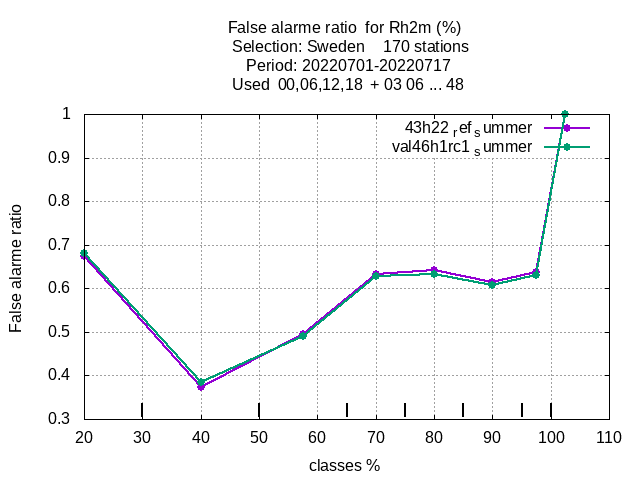 False alarme ratio for Rh2m (%)
Selection: Sweden 170 stations
Period: 20220701-20220717
Used 00,06,12,18 + 03 06 ... 48
43h22 ref s ummer
val46h1rc1 s ummer
1
0.9
0.8
0.7
0.6
0.5
0.4
0.3
False alarme ratio
20 30 40 50 60 70 80 90 100 110
classes %